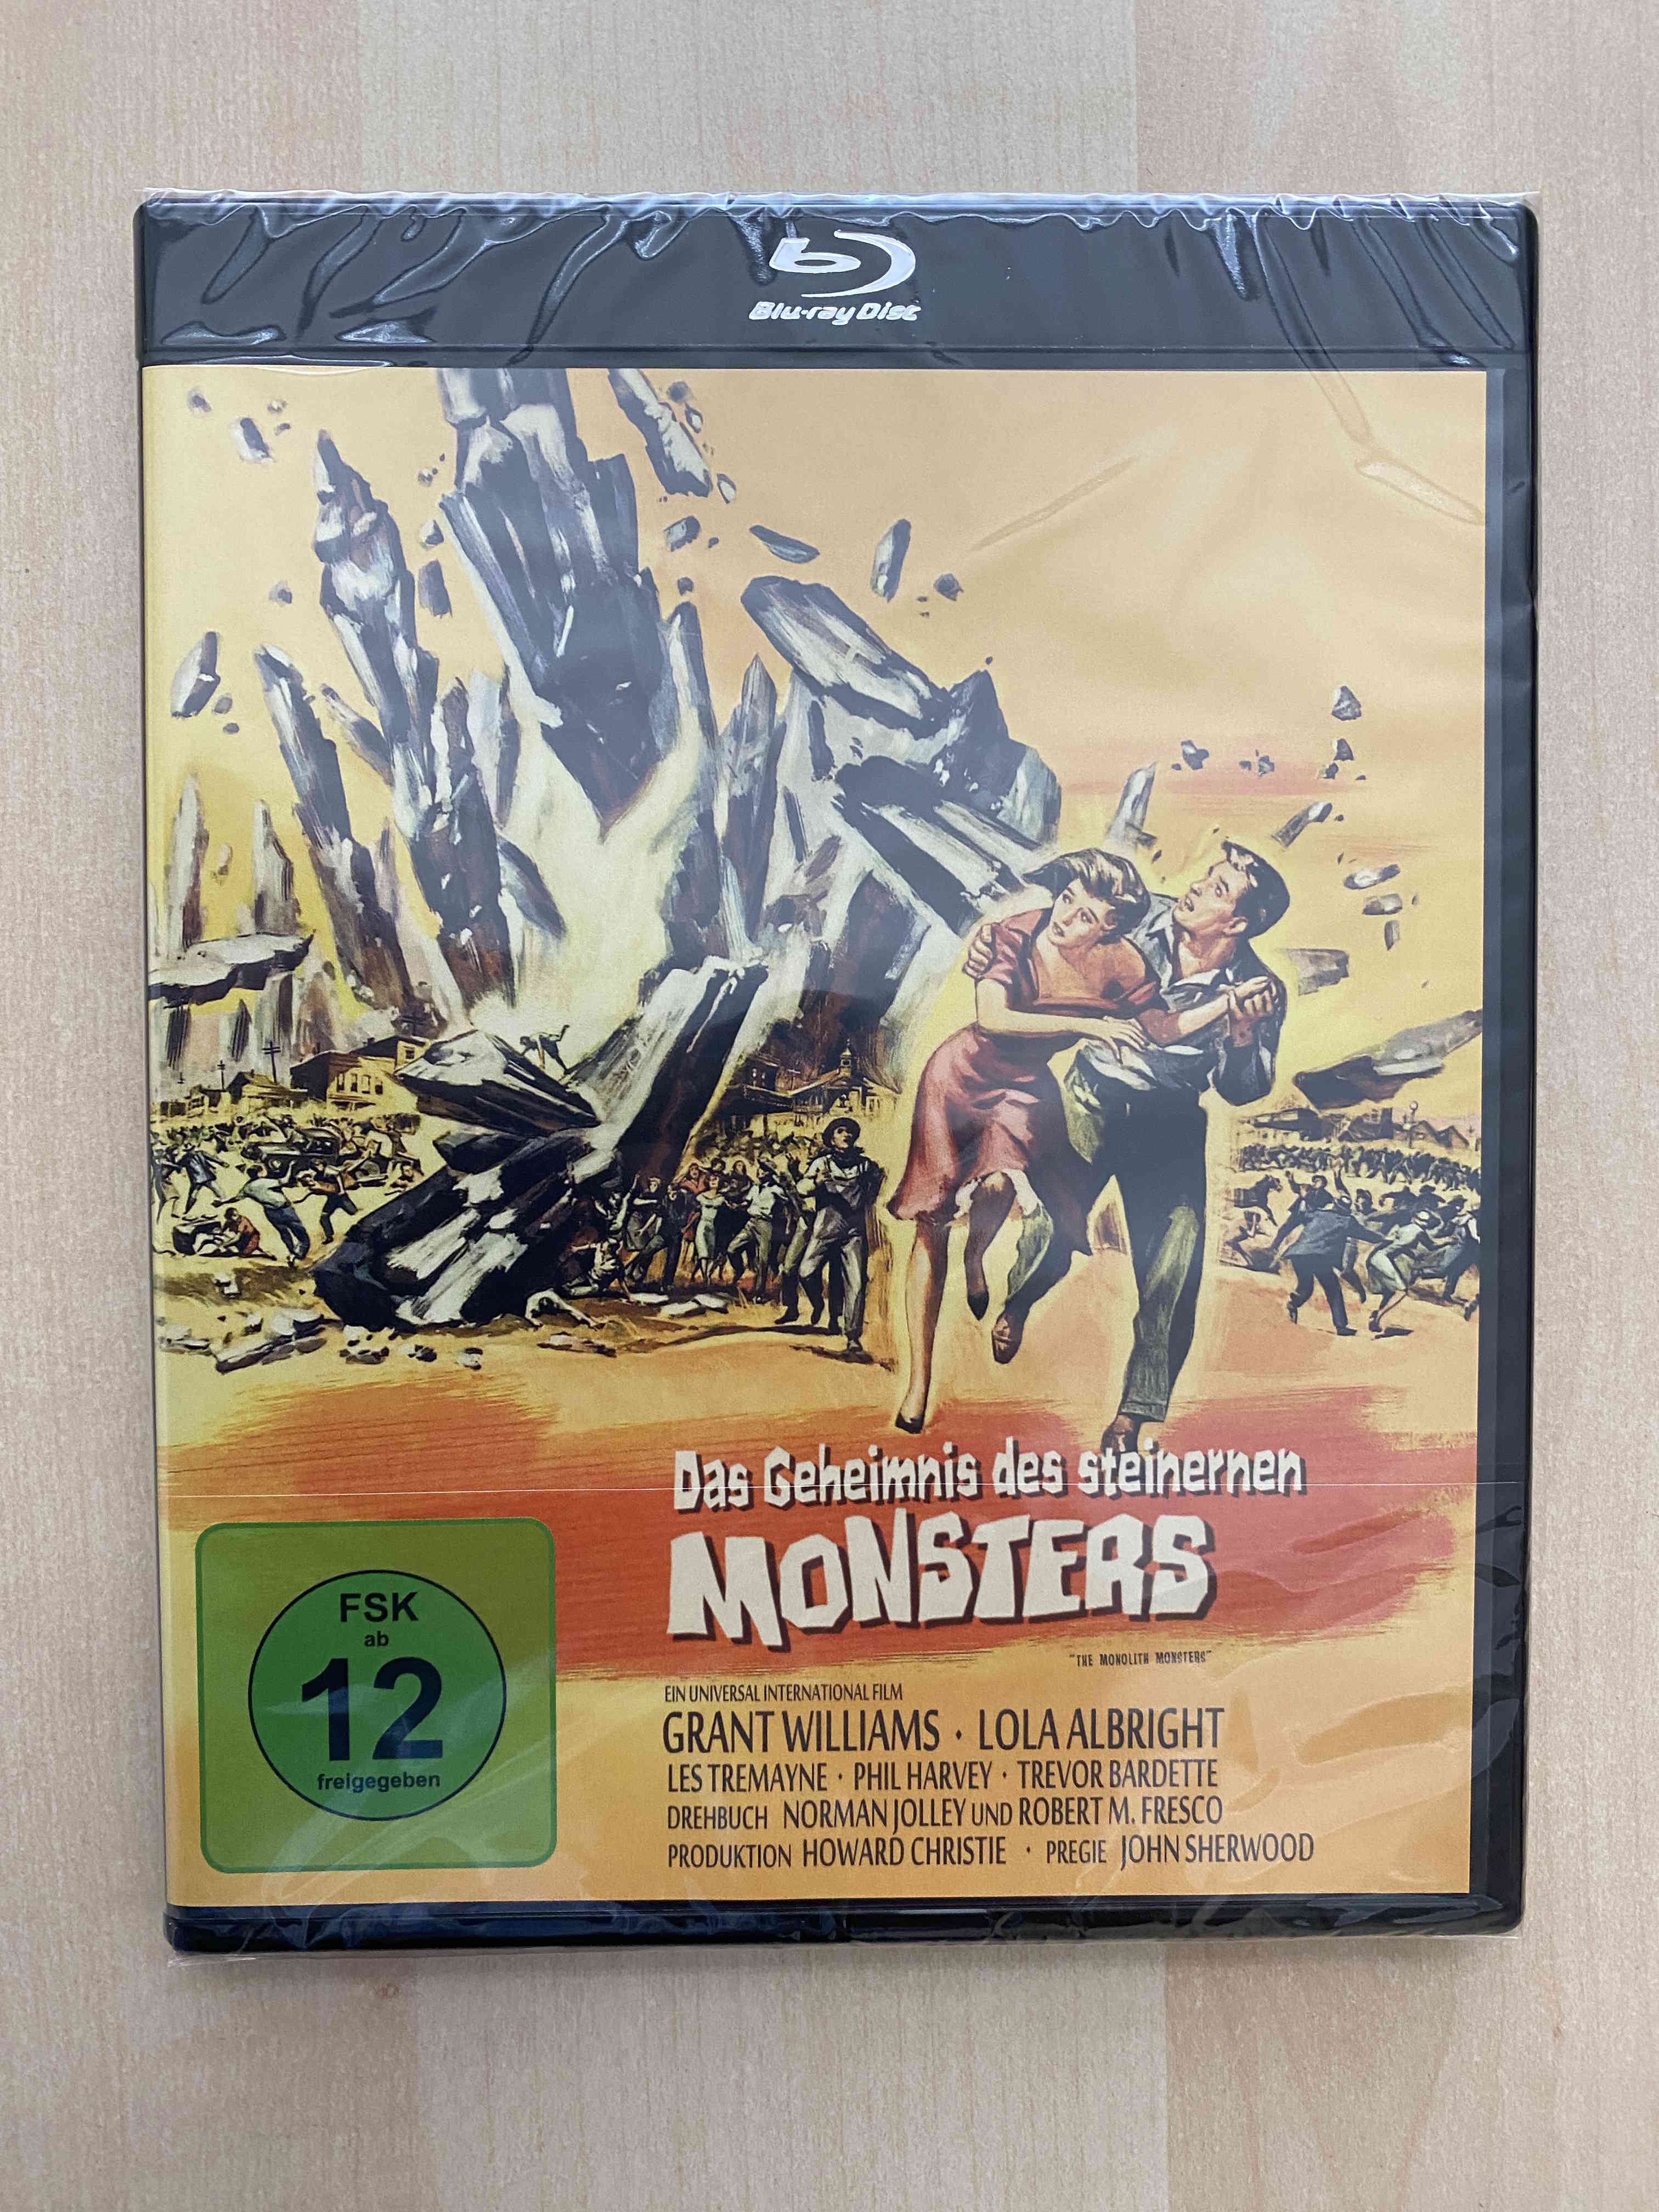 Blu-ray Disc
Das Geheimnis des steinernen
MONSTERS
"THE MONOLITH MONSTERS"
FSK
ab
12
freigegeben
EIN UNIVERSAL INTERNATIONAL FILM
GRANT WILLIAMS · LOLA ALBRIGHT
LES TREMAYNE · PHIL HARVEY · TREVOR BARDETTE
DREHBUCH NORMAN JOLLEY UND ROBERT M. FRESCO
PRODUKTION HOWARD CHRISTIE · PREGIE JOHN SHERWOOD